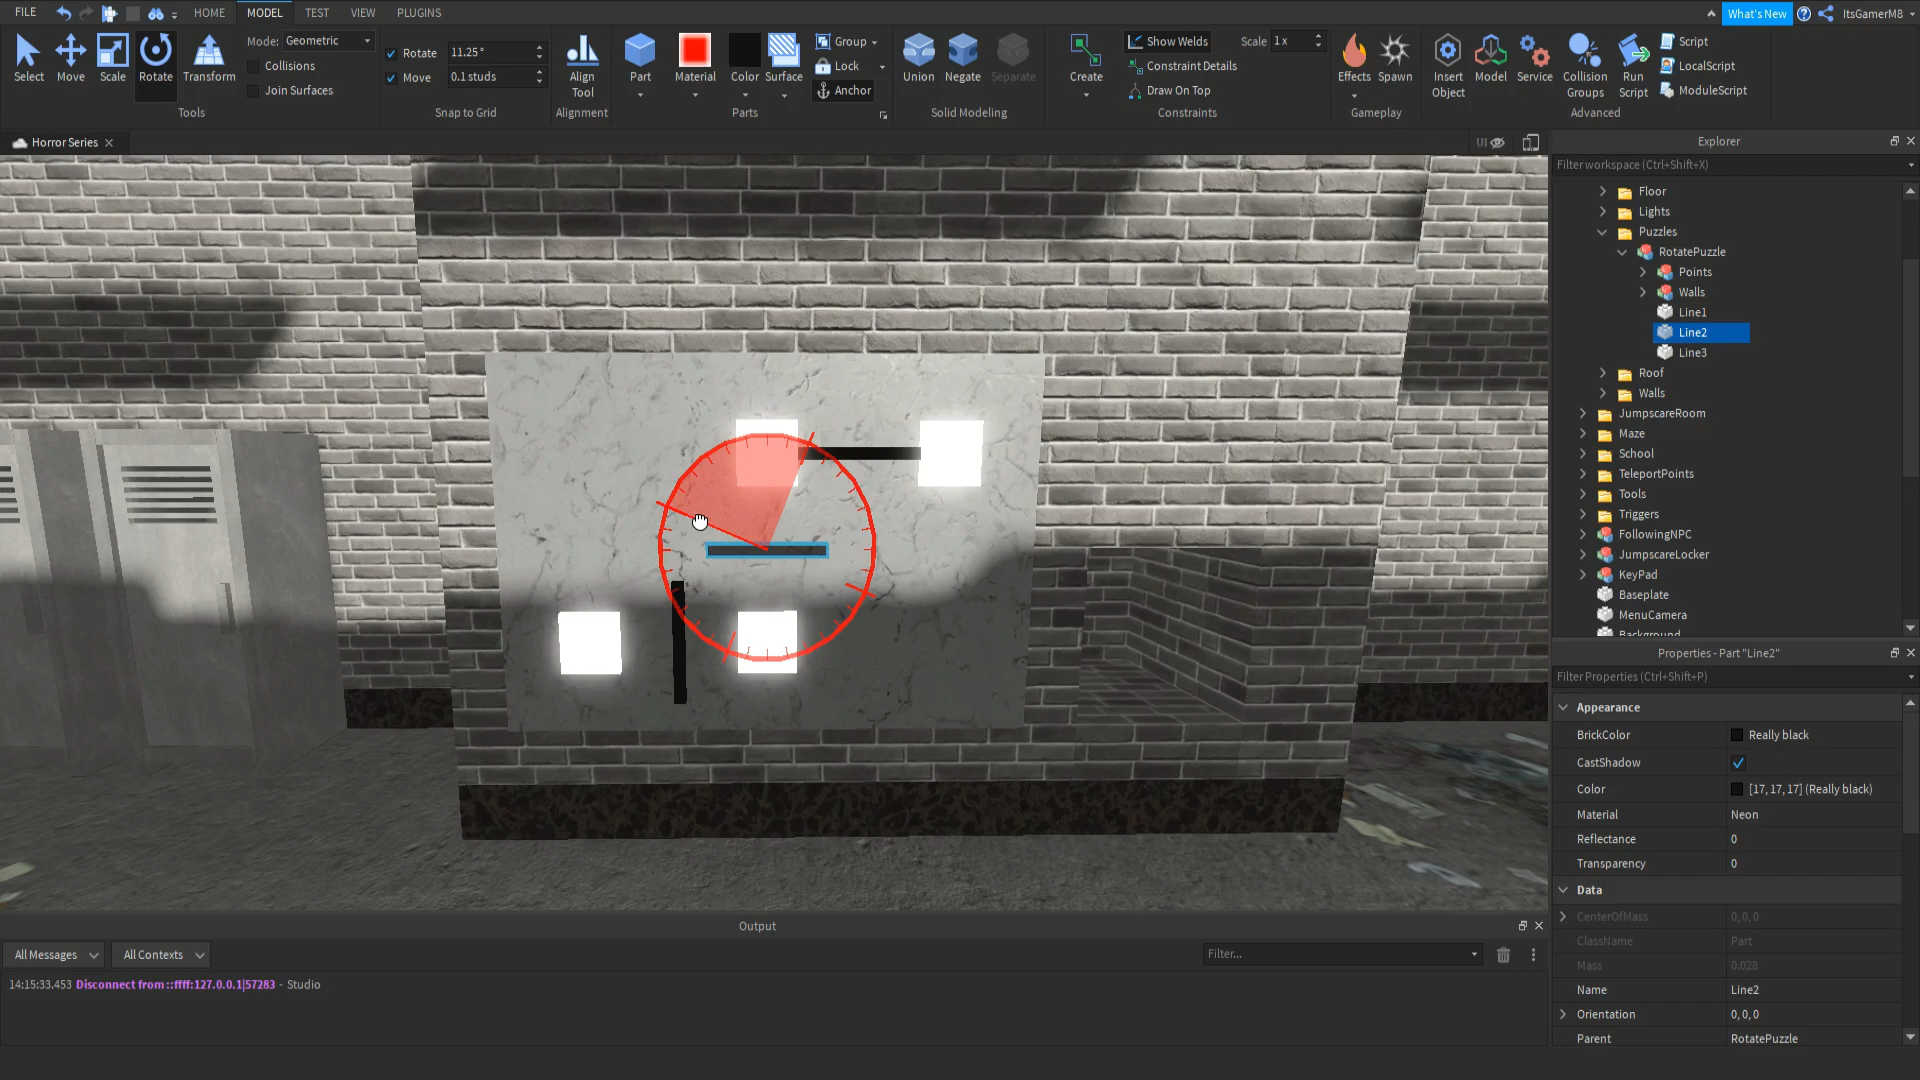 FILE HOME MODEL TEST VIEW PLUGINS What's New ItsGamerM8
Select Move Scale Rotate Transform
Mode: Geometric
Collisions
Join Surfaces
Tools
Rotate 11.25 °
Move 0.1 studs
Snap to Grid
Align Tool
Alignment
Part Material Color Surface
Group
Lock
Anchor
Parts
Union Negate Separate
Solid Modeling
Create
Show Welds Scale 1 x
Constraint Details
Draw On Top
Constraints
Effects Spawn
Gameplay
Insert Object Model Service Collision Groups Run Script
Script
LocalScript
ModuleScript
Advanced
Horror Series
UI
Explorer
Filter workspace (Ctrl+Shift+X)
Floor
Lights
Puzzles
RotatePuzzle
Points
Walls
Line1
Line2
Line3
Roof
Walls
JumpscareRoom
Maze
School
TeleportPoints
Tools
Triggers
FollowingNPC
JumpscareLocker
KeyPad
Baseplate
MenuCamera
Background
Properties - Part "Line2"
Filter Properties (Ctrl+Shift+P)
Appearance
BrickColor Really black
CastShadow
Color [17, 17, 17] (Really black)
Material Neon
Reflectance 0
Transparency 0
Data
CenterOfMass 0, 0, 0
ClassName Part
Mass 0.028
Name Line2
Orientation 0, 0, 0
Parent RotatePuzzle
Output
All Messages All Contexts Filter...
14:15:33.453 Disconnect from ::ffff:127.0.0.1|57283 - Studio